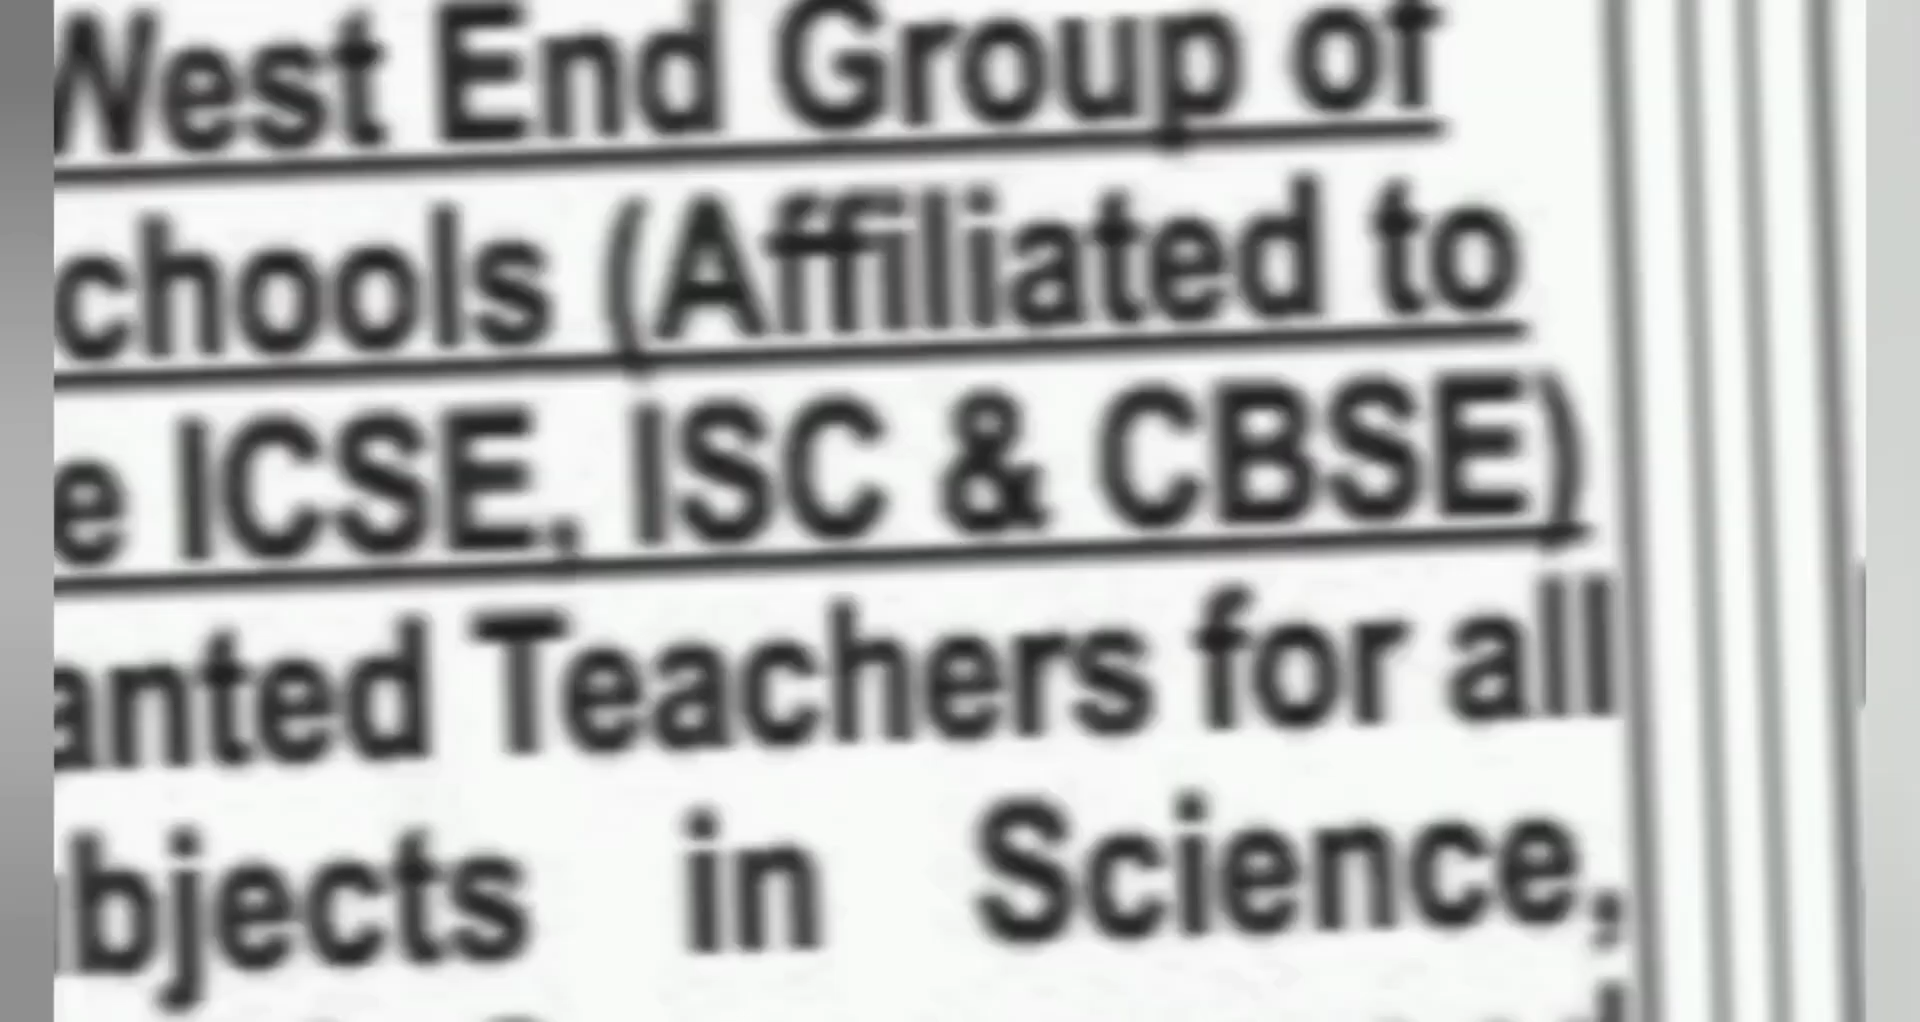 West End Group of
chools (Affiliated to
e ICSE, ISC & CBSE)
anted Teachers for all
bjects in Science,